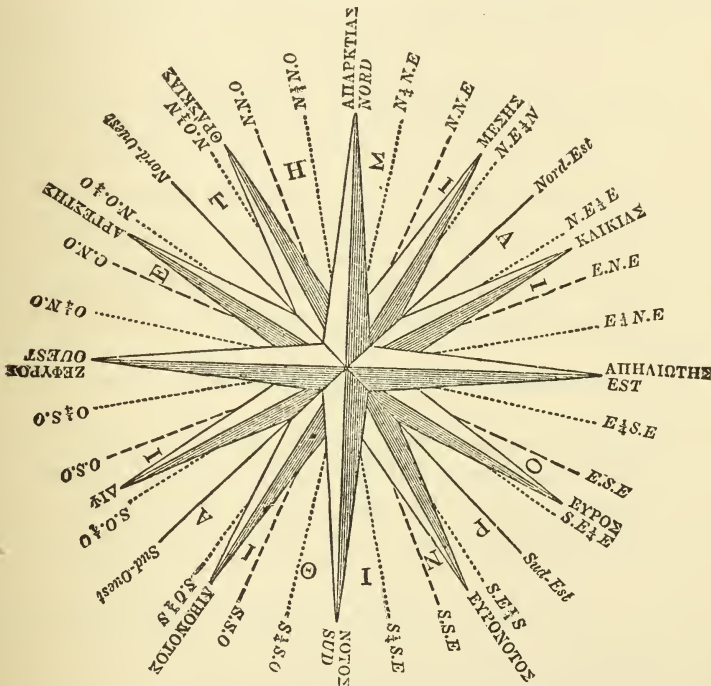 ΑΠΑΡΚΤΙΑΣ
NORD
N¼N.E
N.N.E
ΜΕΣΗΣ
N.E¼N
Nord-Est
N.E¼E
ΚΑΙΚΙΑΣ
E.N.E
E¼N.E
ΑΠΗΛΙΩΤΗΣ
EST
E¼S.E
E.S.E
ΕΥΡΟΣ
S.E¼E
Sud-Est
S.E¼S
ΕΥΡΟΝΟΤΟΣ
S.S.E
S¼S.E
ΝΟΤΟΣ
SUD
S¼S.O
S.S.O
ΛΙΒΟΝΟΤΟΣ
S.O¼S
Sud-Ouest
S.O.¼O
ΛΙΨ
O.S.O
O¼S.O
ΖΕΦΥΡΟΣ
OUEST
O¼N.O
O.N.O
ΑΡΓΕΣΤΗΣ
N.O.¼O
Nord-Ouest
N.O¼N
ΘΡΑΣΚΙΑΣ
N.N.O
N¼N.O
Μ
Ι
Δ
Ι
Ο
Ρ
Ζ
Ι
Θ
Ι
Α
Ι
Ε
Η